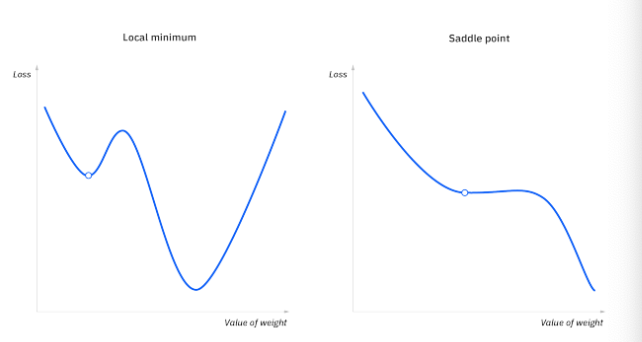 Local minimum
Saddle point
Loss
Loss
Value of weight
Value of weight